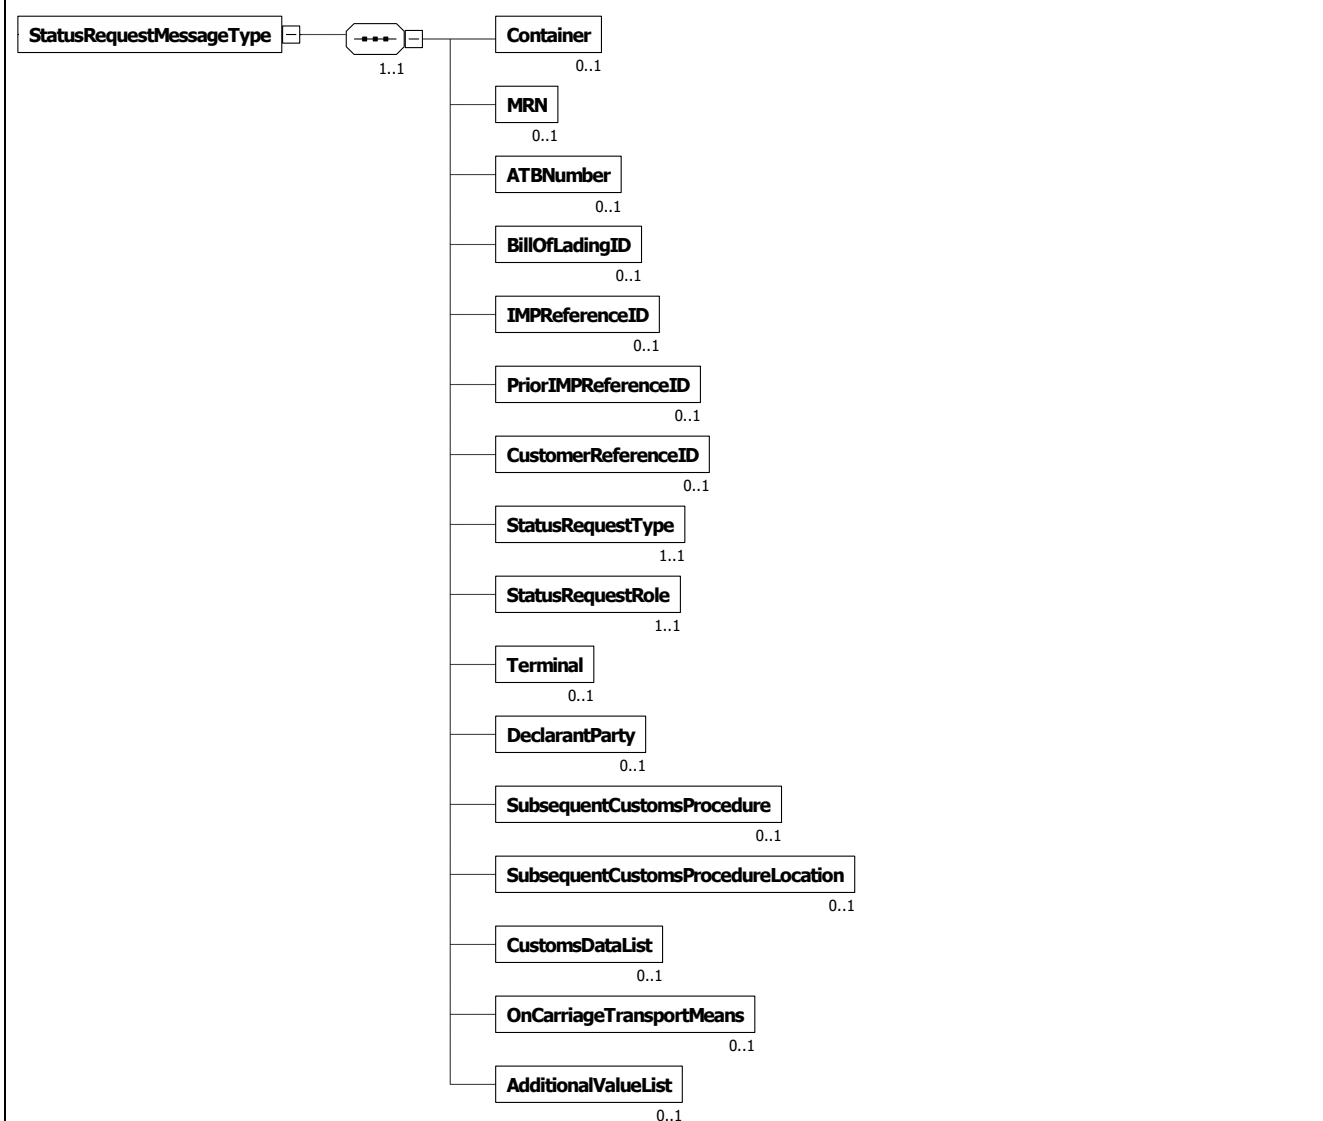 StatusRequestMessageType
1..1
Container
0..1
MRN
0..1
ATBNumber
0..1
BillOfLadingID
0..1
IMPReferenceID
0..1
PriorIMPReferenceID
0..1
CustomerReferenceID
0..1
StatusRequestType
1..1
StatusRequestRole
1..1
Terminal
0..1
DeclarantParty
0..1
SubsequentCustomsProcedure
0..1
SubsequentCustomsProcedureLocation
0..1
CustomsDataList
0..1
OnCarriageTransportMeans
0..1
AdditionalValueList
0..1